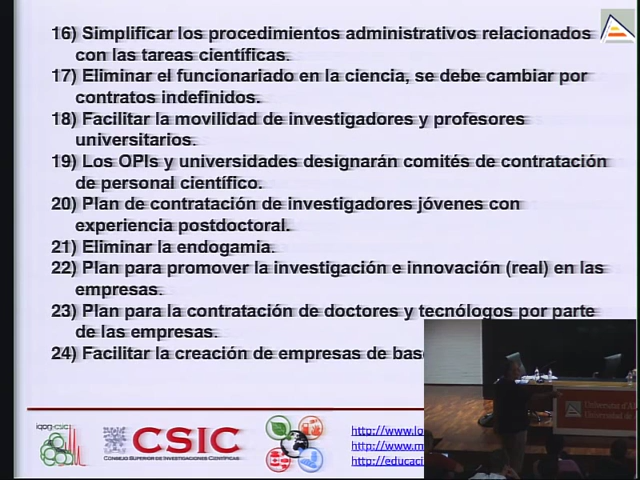 16) Simplificar los procedimientos administrativos relacionados
con las tareas científicas.
17) Eliminar el funcionariado en la ciencia, se debe cambiar por
contratos indefinidos.
18) Facilitar la movilidad de investigadores y profesores
universitarios.
19) Los OPIs y universidades designarán comités de contratación
de personal científico.
20) Plan de contratación de investigadores jóvenes con
experiencia postdoctoral.
21) Eliminar la endogamia.
22) Plan para promover la investigación e innovación (real) en las
empresas.
23) Plan para la contratación de doctores y tecnólogos por parte
de las empresas.
24) Facilitar la creación de empresas de bas
iqog-csic
CSIC
CONSEJO SUPERIOR DE INVESTIGACIONES CIENTÍFICAS
http://www.lo
http://www.m
http://educaci
Universitat d'A
Universidad de